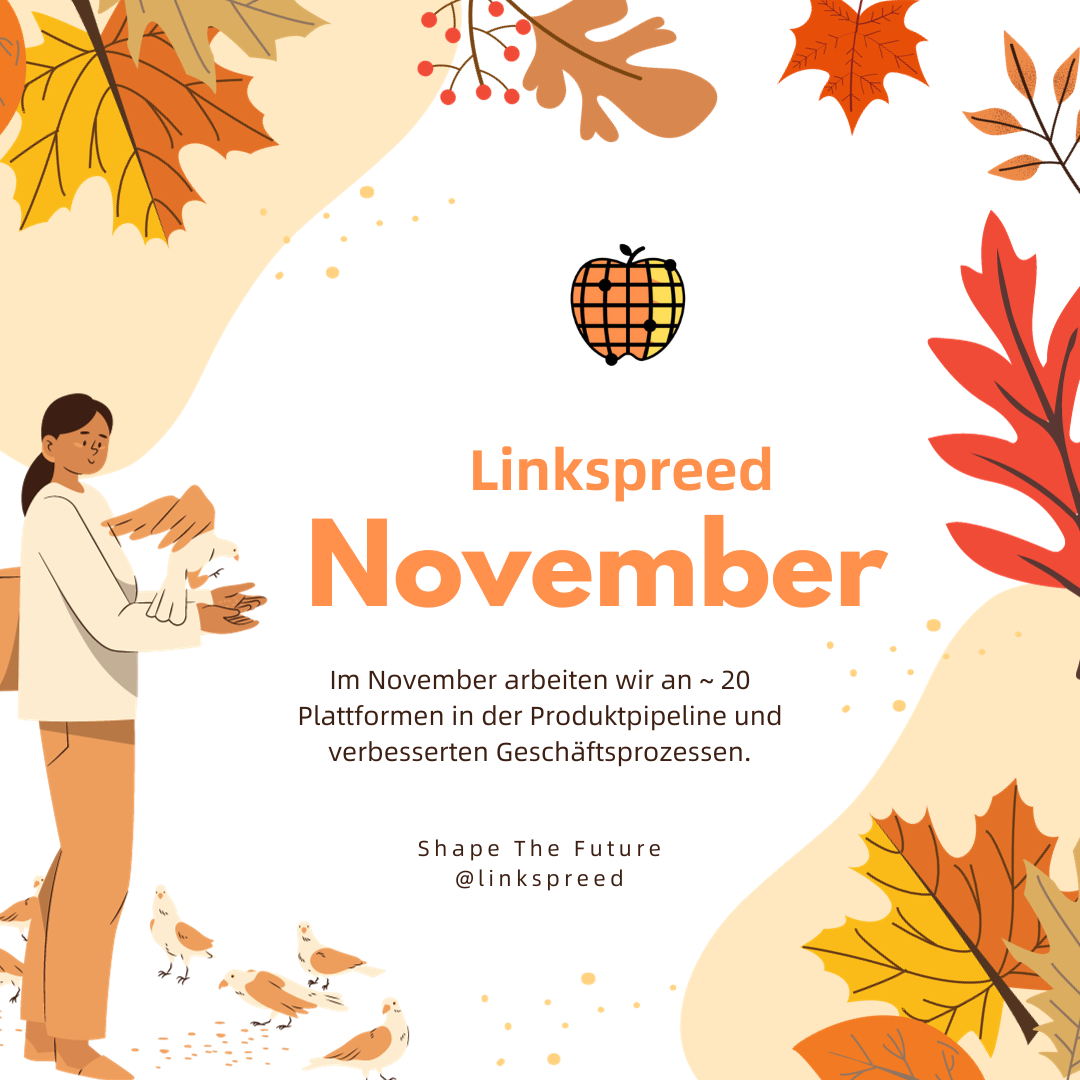 Linkspreed
November
Im November arbeiten wir an ~ 20
Plattformen in der Produktpipeline und
verbesserten Geschäftsprozessen.
Shape The Future
@linkspreed